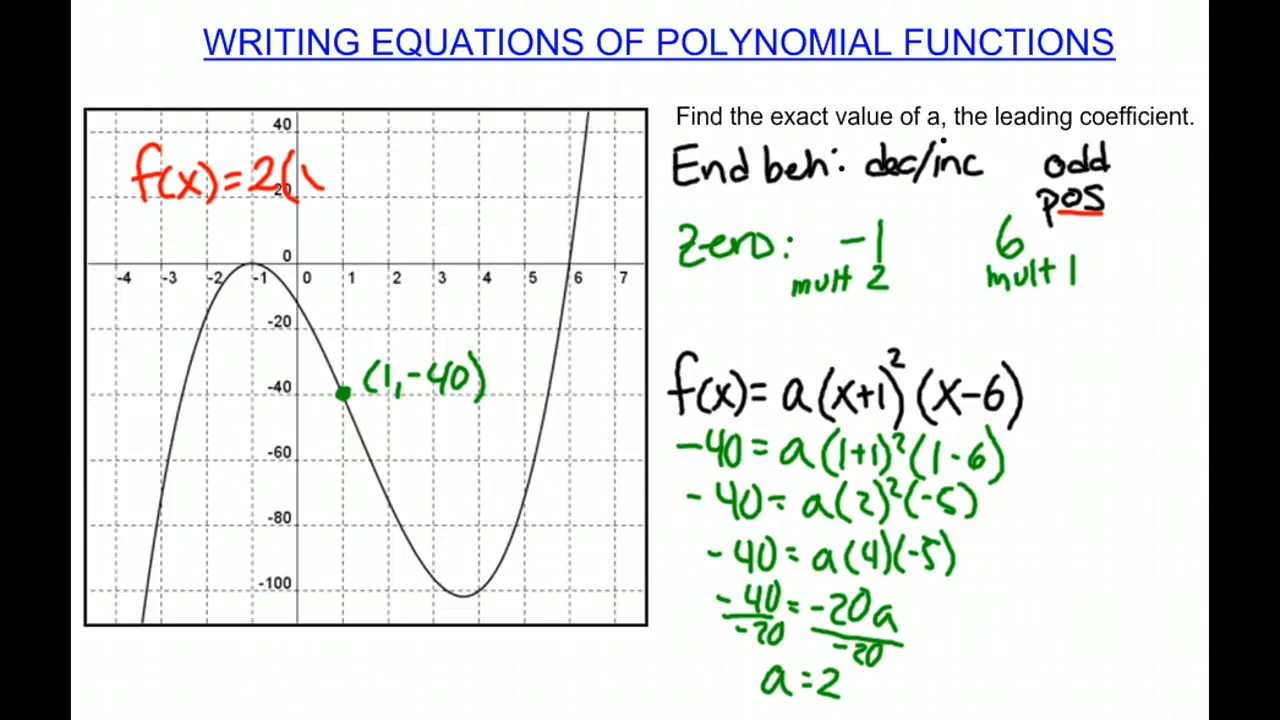 WRITING EQUATIONS OF POLYNOMIAL FUNCTIONS
Find the exact value of a, the leading coefficient.
End beh: dec/inc odd
pos
Zero: -1 6
mult 2 mult 1
f(x)=2(
40
20
0
-4 -3 -2 -1 0 1 2 3 4 5 6 7
-20
-40
(1,-40)
-60
-80
-100
f(x)= a(x+1)²(x-6)
-40=a(1+1)²(1-6)
-40=a(2)²(-5)
-40=a(4)(-5)
-40=-20a
-20 -20
a=2